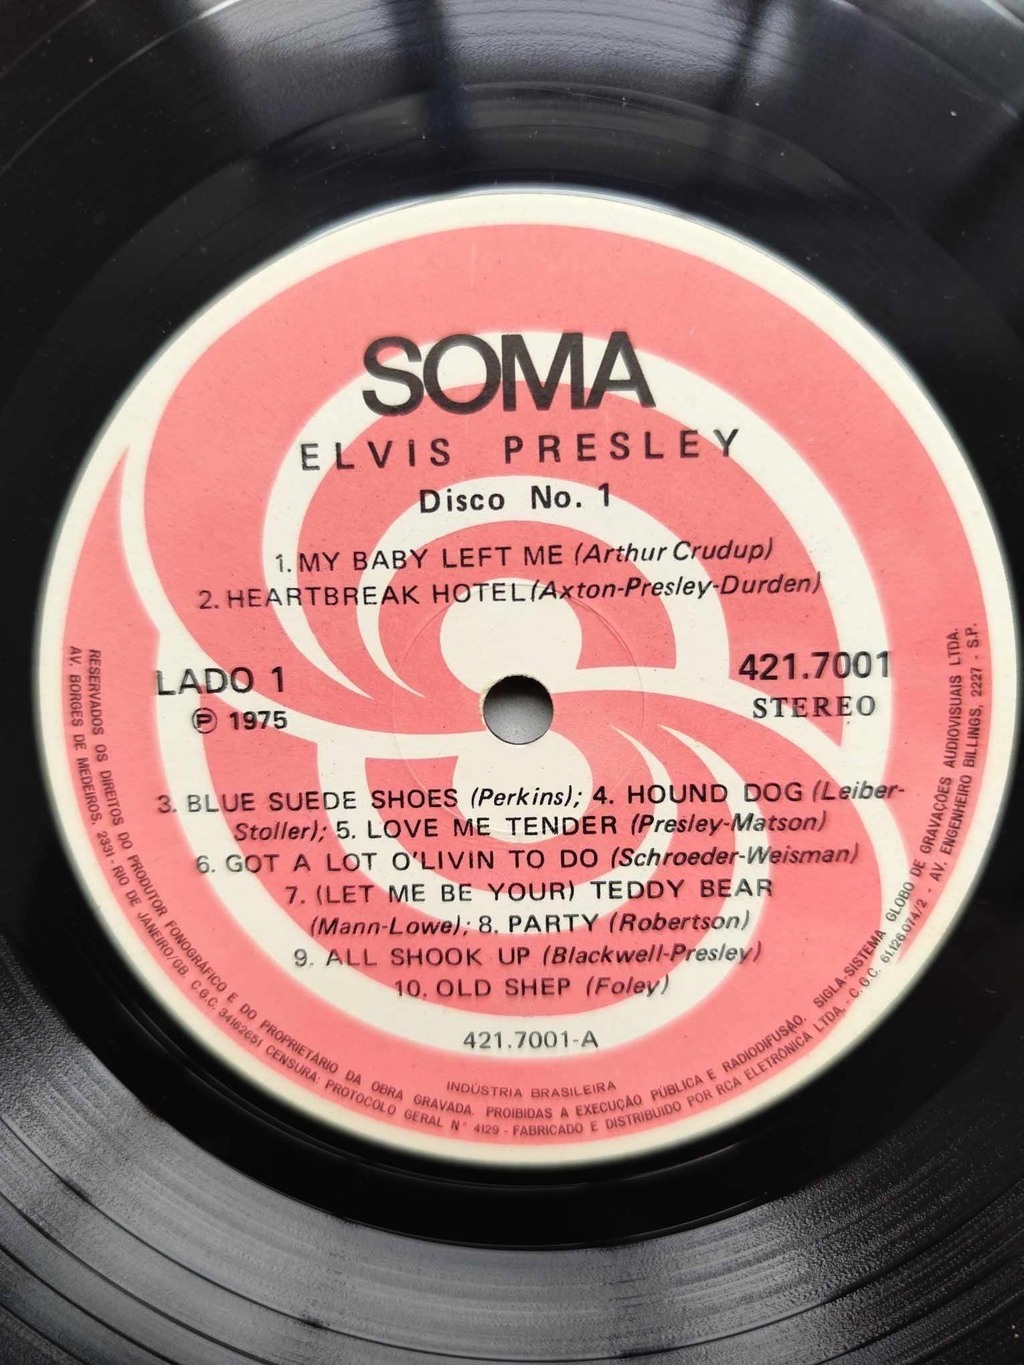 SOMA
ELVIS PRESLEY
Disco No. 1
1. MY BABY LEFT ME (Arthur Crudup)
2. HEARTBREAK HOTEL (Axton-Presley-Durden)
LADO 1
℗ 1975
421.7001
STEREO
3. BLUE SUEDE SHOES (Perkins); 4. HOUND DOG (Leiber-
Stoller); 5. LOVE ME TENDER (Presley-Matson)
6. GOT A LOT O'LIVIN TO DO (Schroeder-Weisman)
7. (LET ME BE YOUR) TEDDY BEAR
(Mann-Lowe); 8. PARTY (Robertson)
9. ALL SHOOK UP (Blackwell-Presley)
10. OLD SHEP (Foley)
421.7001-A
INDÚSTRIA BRASILEIRA
RESERVADOS OS DIREITOS DO PRODUTOR FONOGRÁFICO E DO PROPRIETÁRIO DA OBRA GRAVADA. PROIBIDAS A EXECUÇÃO PÚBLICA E RADIODIFUSÃO. SIGLA-SISTEMA GLOBO DE GRAVAÇÕES AUDIOVISUAIS LTDA.
AV. BORGES DE MEDEIROS, 2331 - RIO DE JANEIRO/GB. C.G.C. 34162651 CENSURA: PROTOCOLO GERAL N° 4129 - FABRICADO E DISTRIBUIDO POR RCA ELETRÔNICA LTDA - C.G.C. 61.126.074/2 - AV. ENGENHEIRO BILLINGS, 2227 - S.P.